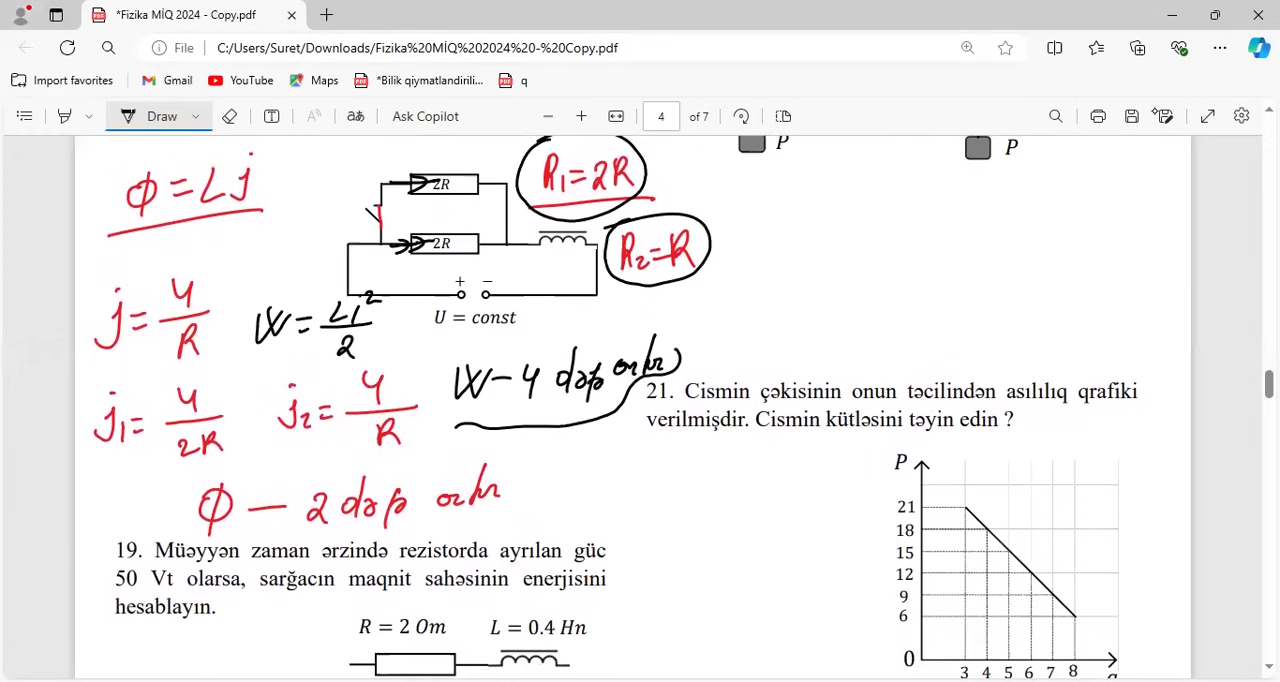 *Fizika MİQ 2024 - Copy.pdf
File C:/Users/Suret/Downloads/Fizika%20MİQ%202024%20-%20Copy.pdf
Import favorites Gmail YouTube Maps *Bilik qiymatlandirili... q
Draw Ask Copilot 4 of 7
P P
Φ = Lj
2R
R₁=2R
2R
R₂=R
+ −
U = const
j = U/R
W = LI²/2
W − 4 dəfə artır
j₁ = U/2R j₂ = U/R
Φ — 2 dəfə artır
19. Müəyyən zaman ərzində rezistorda ayrılan güc
50 Vt olarsa, sarğacın maqnit sahəsinin enerjisini
hesablayın.
R = 2 Om L = 0.4 Hn
21. Cismin çəkisinin onun təcilindən asılılıq qrafiki
verilmişdir. Cismin kütləsini təyin edin ?
P
21
18
15
12
9
6
0
3 4 5 6 7 8